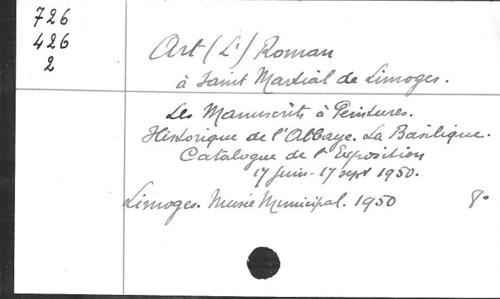 726
426
2
Art (L') Roman
à Saint Martial de Limoges.
Les Manuscrits à Peintures.
Historique de l'Abbaye. La Basilique.
Catalogue de l'Exposition
17 Juin - 17 sept 1950.
Limoges. Musée Municipal. 1950 8°